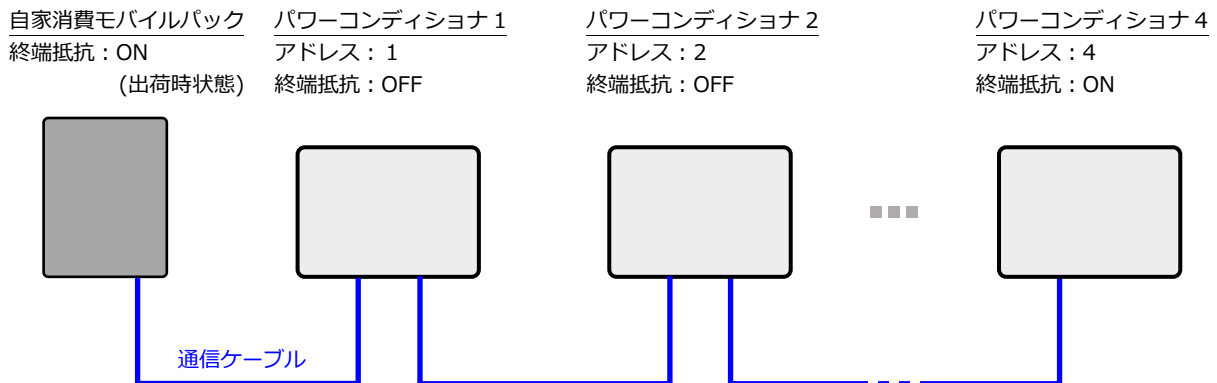 自家消費モバイルパック
終端抵抗：ON
(出荷時状態)
パワーコンディショナ 1
アドレス：1
終端抵抗：OFF
パワーコンディショナ 2
アドレス：2
終端抵抗：OFF
パワーコンディショナ 4
アドレス：4
終端抵抗：ON
通信ケーブル